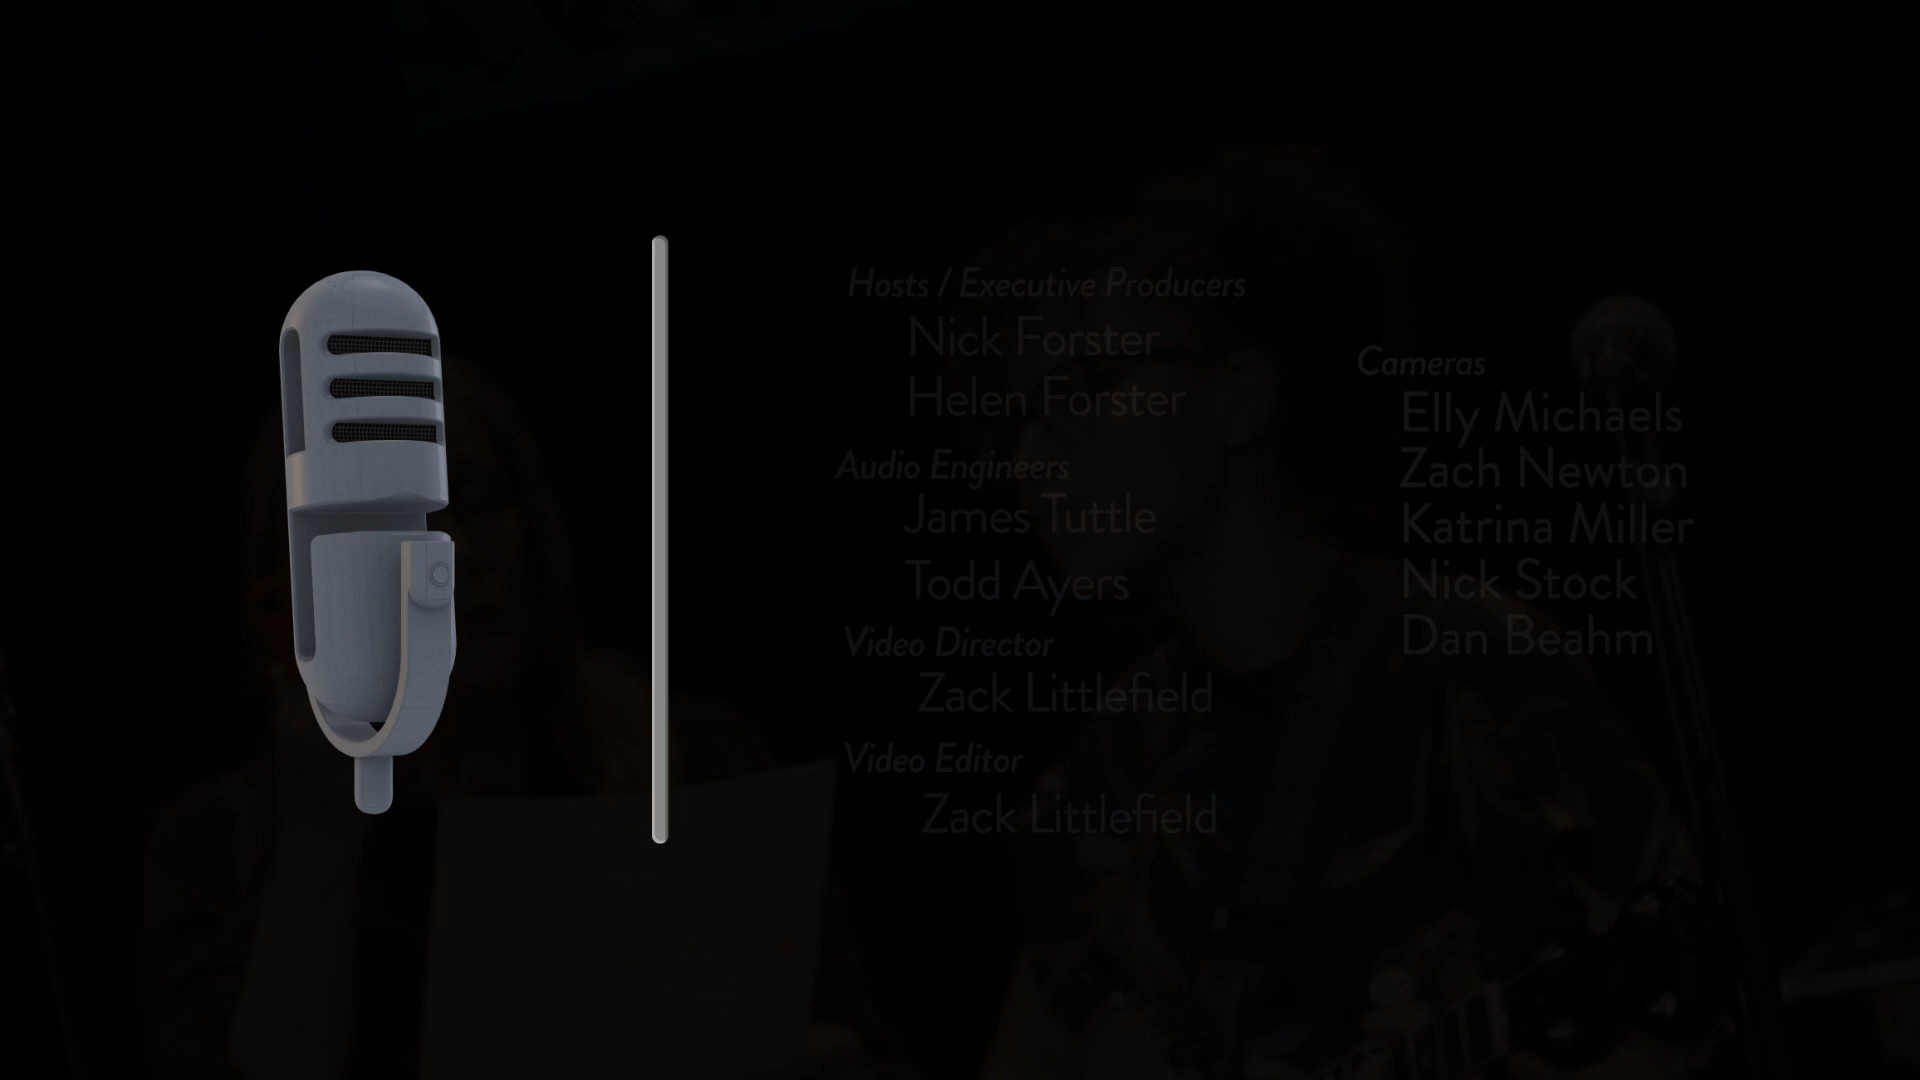 Hosts / Executive Producers
Nick Forster
Helen Forster
Audio Engineers
James Tuttle
Todd Ayers
Video Director
Zack Littlefield
Video Editor
Zack Littlefield
Cameras
Elly Michaels
Zach Newton
Katrina Miller
Nick Stock
Dan Beahm